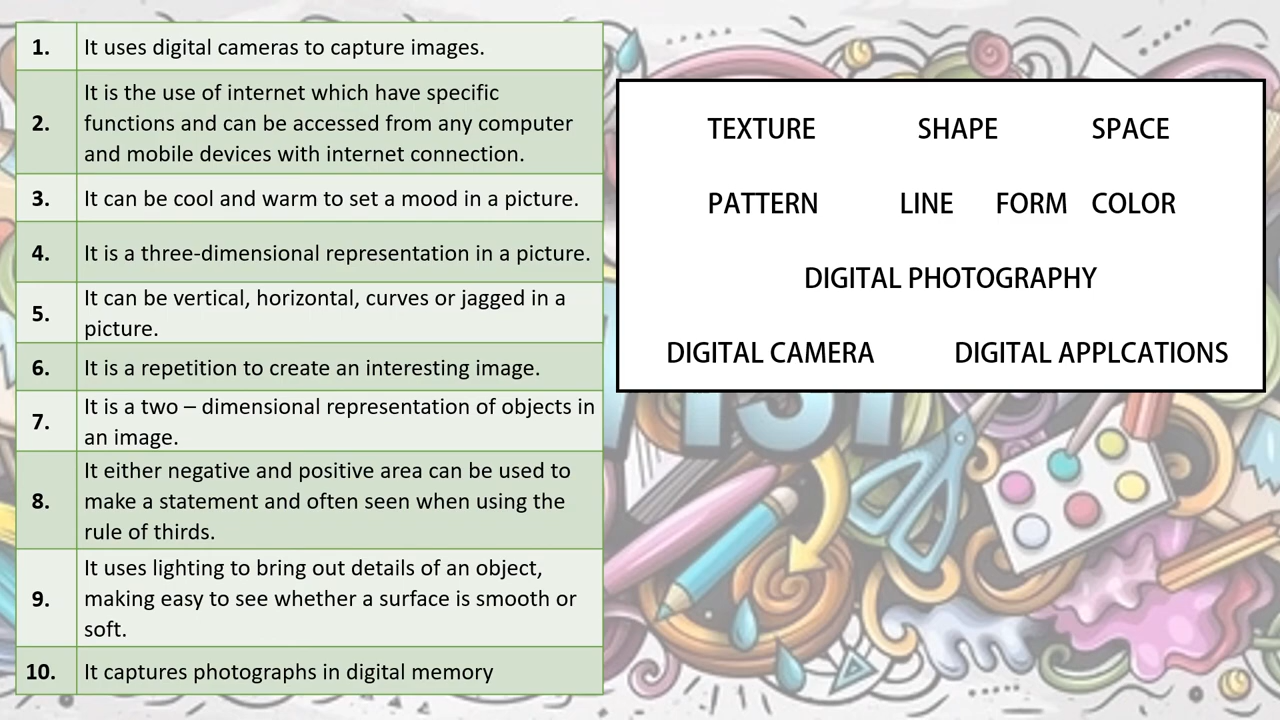 1. It uses digital cameras to capture images.
2. It is the use of internet which have specific
functions and can be accessed from any computer
and mobile devices with internet connection.
3. It can be cool and warm to set a mood in a picture.
4. It is a three-dimensional representation in a picture.
5. It can be vertical, horizontal, curves or jagged in a
picture.
6. It is a repetition to create an interesting image.
7. It is a two – dimensional representation of objects in
an image.
8. It either negative and positive area can be used to
make a statement and often seen when using the
rule of thirds.
9. It uses lighting to bring out details of an object,
making easy to see whether a surface is smooth or
soft.
10. It captures photographs in digital memory
TEXTURE SHAPE SPACE
PATTERN LINE FORM COLOR
DIGITAL PHOTOGRAPHY
DIGITAL CAMERA DIGITAL APPLCATIONS